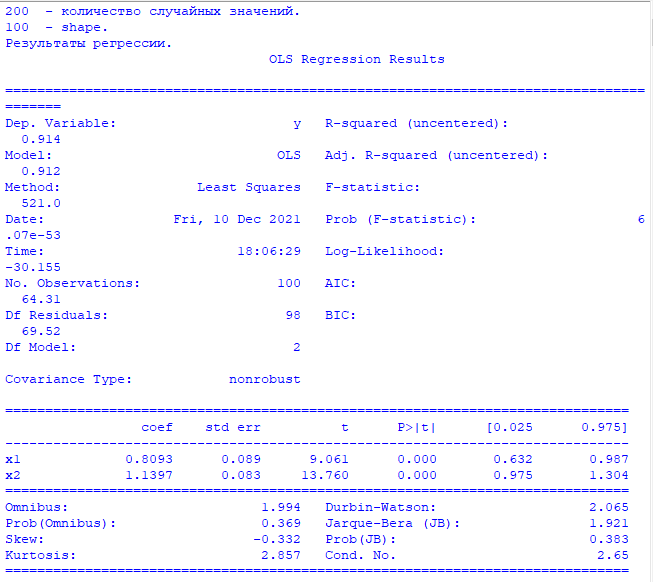 200  - количество случайных значений.
100  - shape.
Результаты регрессии.
                                 OLS Regression Results
================================================================================
=======
Dep. Variable:                      y   R-squared (uncentered):
  0.914
Model:                            OLS   Adj. R-squared (uncentered):
  0.912
Method:                 Least Squares   F-statistic:
  521.0
Date:                Fri, 10 Dec 2021   Prob (F-statistic):                    6
.07e-53
Time:                        18:06:29   Log-Likelihood:
-30.155
No. Observations:                 100   AIC:
  64.31
Df Residuals:                      98   BIC:
  69.52
Df Model:                           2
Covariance Type:            nonrobust
==============================================================================
                 coef    std err          t      P>|t|      [0.025      0.975]
------------------------------------------------------------------------------
x1             0.8093      0.089      9.061      0.000       0.632       0.987
x2             1.1397      0.083     13.760      0.000       0.975       1.304
==============================================================================
Omnibus:                        1.994   Durbin-Watson:                   2.065
Prob(Omnibus):                  0.369   Jarque-Bera (JB):                1.921
Skew:                          -0.332   Prob(JB):                        0.383
Kurtosis:                       2.857   Cond. No.                         2.65
==============================================================================